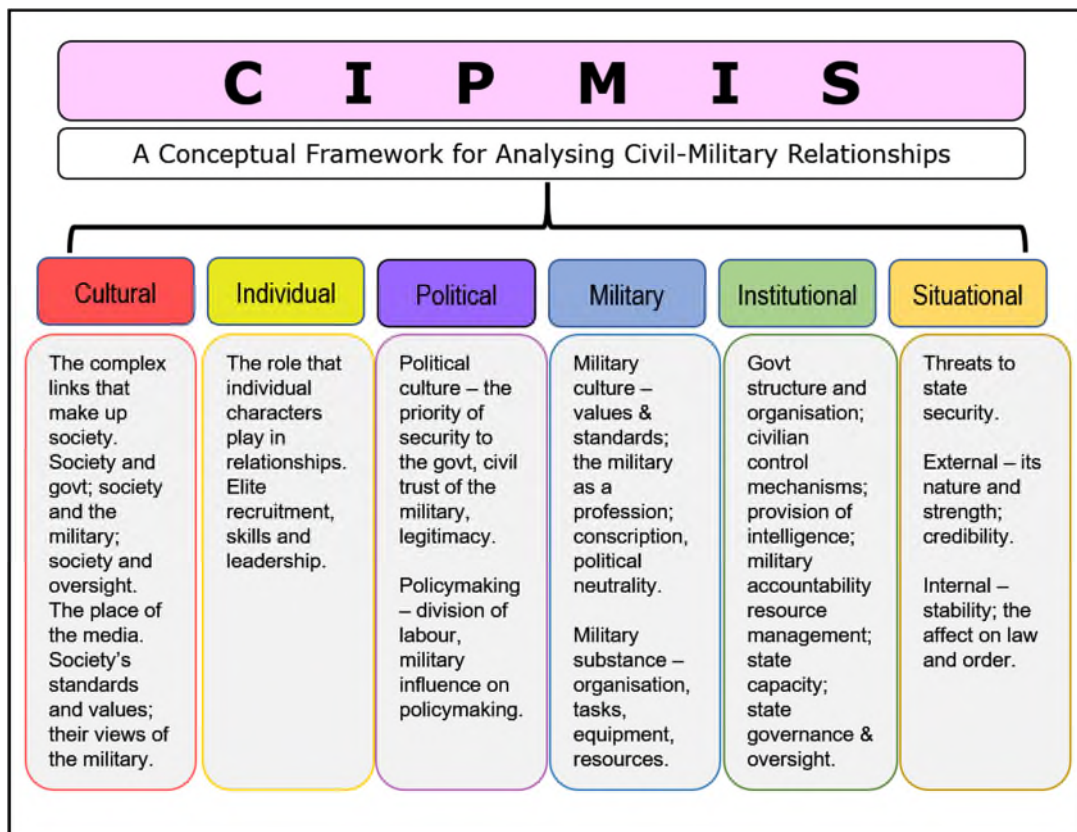 C I P M I S
A Conceptual Framework for Analysing Civil-Military Relationships
Cultural
The complex
links that
make up
society.
Society and
govt; society
and the
military;
society and
oversight.
The place of
the media.
Society's
standards
and values;
their views of
the military.
Individual
The role that
individual
characters
play in
relationships.
Elite
recruitment,
skills and
leadership.
Political
Political
culture – the
priority of
security to
the govt, civil
trust of the
military,
legitimacy.
Policymaking
– division of
labour,
military
influence on
policymaking.
Military
Military
culture –
values &
standards;
the military
as a
profession;
conscription,
political
neutrality.
Military
substance –
organisation,
tasks,
equipment,
resources.
Institutional
Govt
structure and
organisation;
civilian
control
mechanisms;
provision of
intelligence;
military
accountability
resource
management;
state
capacity;
state
governance &
oversight.
Situational
Threats to
state
security.
External – its
nature and
strength;
credibility.
Internal –
stability; the
affect on law
and order.